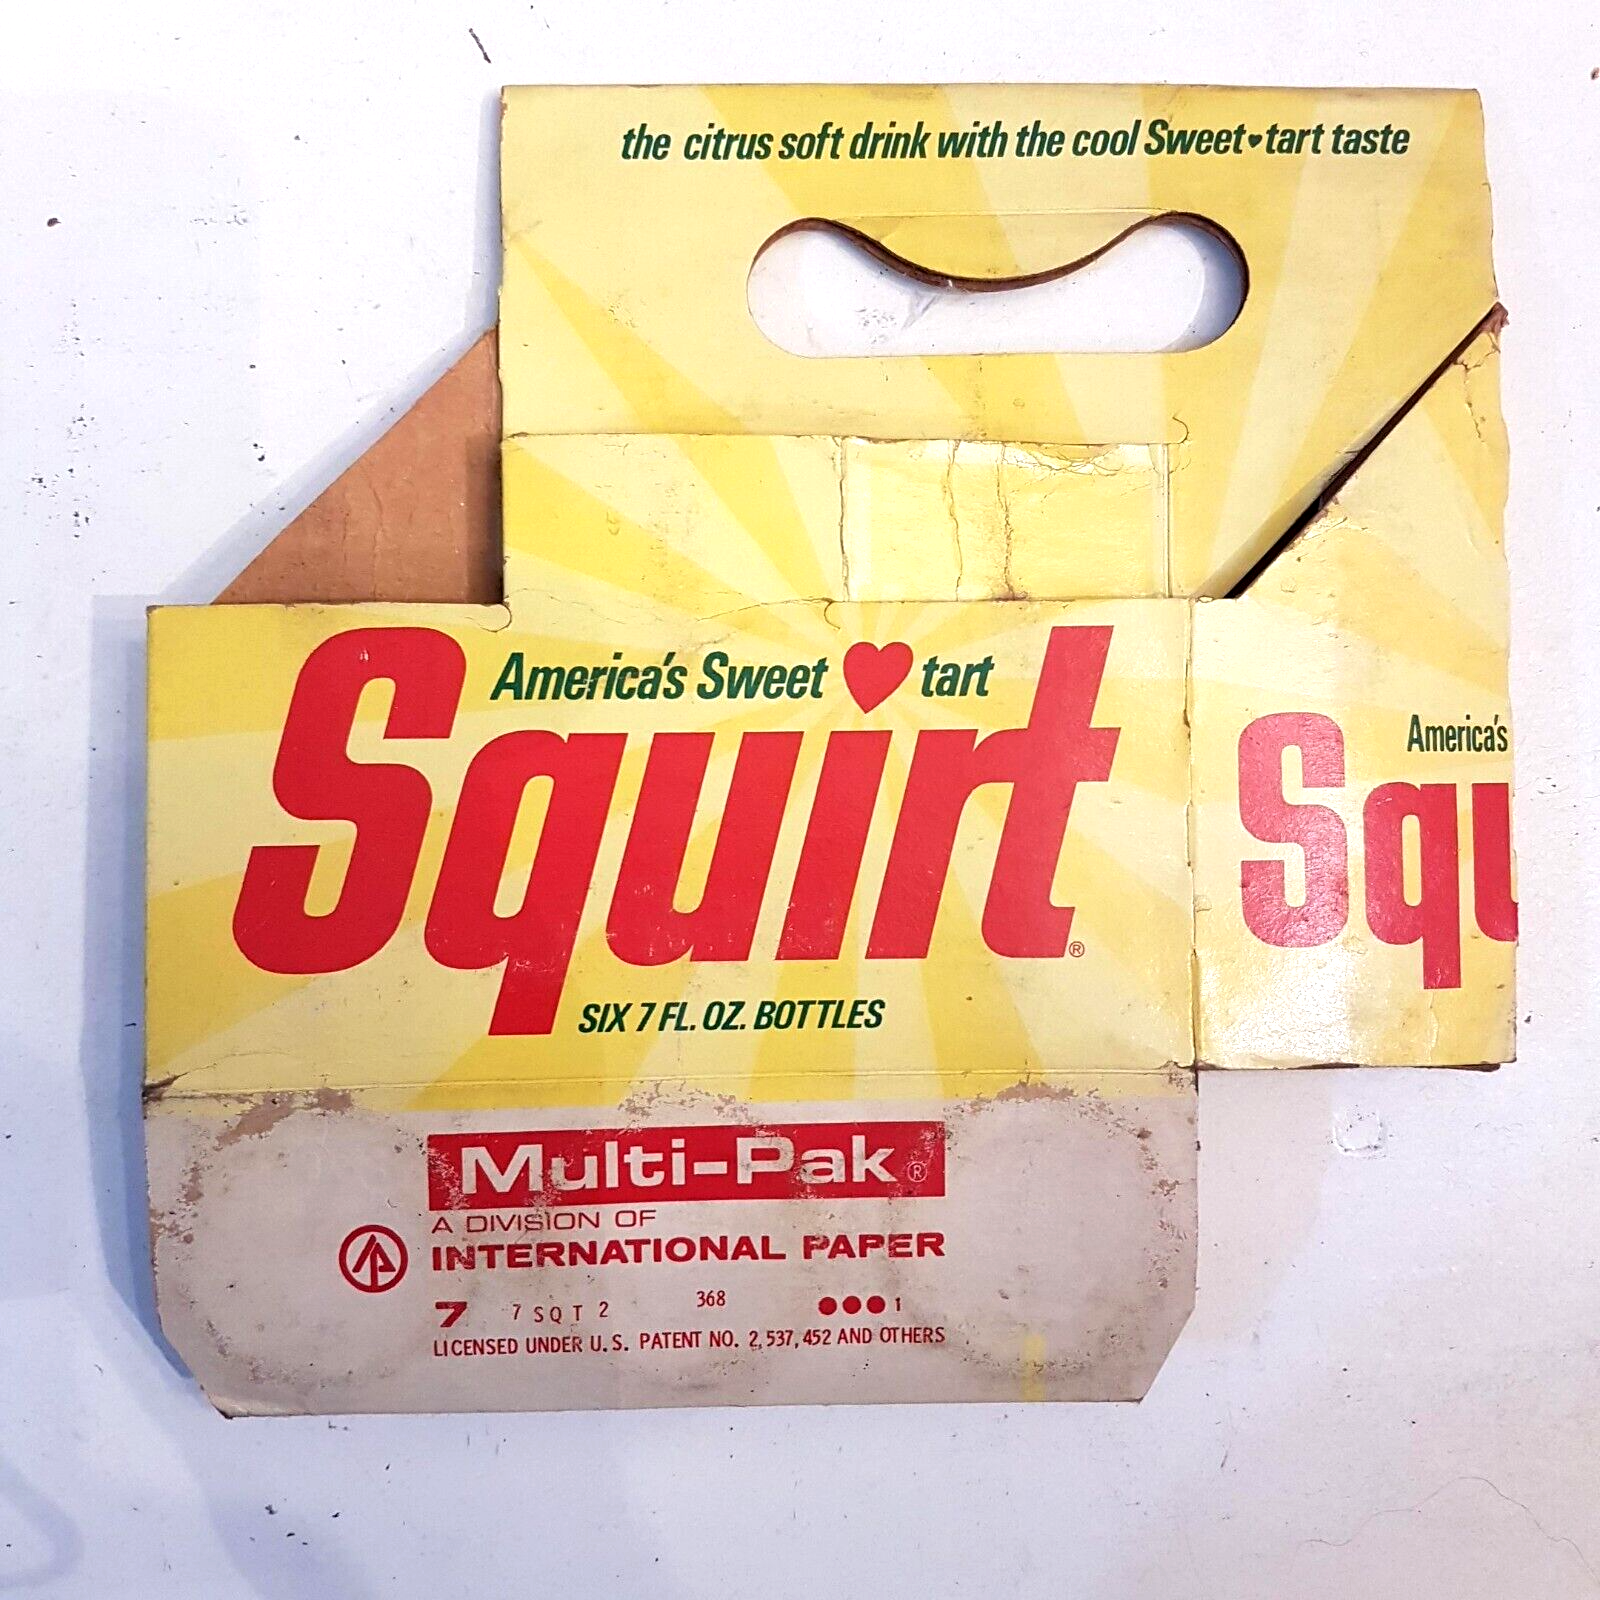 the citrus soft drink with the cool Sweet♥tart taste
America's Sweet ♥ tart
Squirt®
SIX 7 FL. OZ. BOTTLES
America's
Squ
Multi-Pak®
A DIVISION OF
INTERNATIONAL PAPER
7 7 SQT 2 368 ●●● 1
LICENSED UNDER U.S. PATENT NO. 2,537,452 AND OTHERS